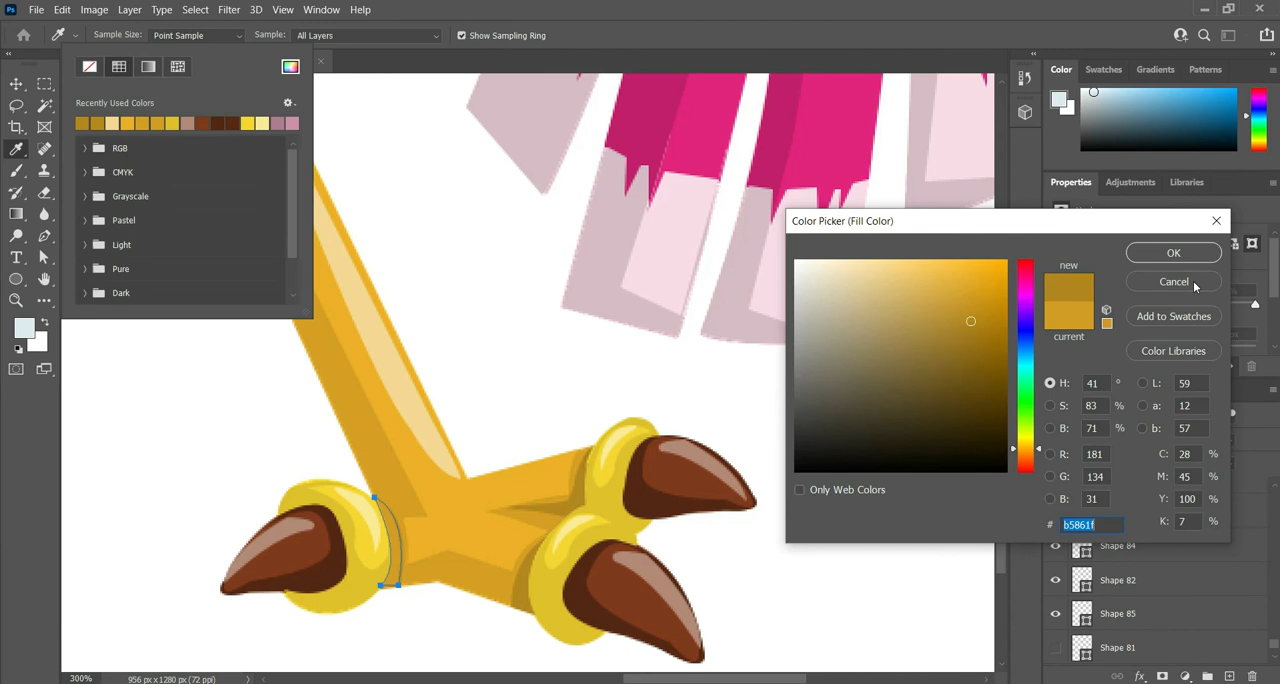 Ps File Edit Image Layer Type Select Filter 3D View Window Help
Sample Size: Point Sample Sample: All Layers Show Sampling Ring
Recently Used Colors
RGB
CMYK
Grayscale
Pastel
Light
Pure
Dark
Color Swatches Gradients Patterns
Properties Adjustments Libraries
Color Picker (Fill Color)
new
current
OK
Cancel
Add to Swatches
Color Libraries
H: 41 ° L: 59
S: 83 % a: 12
B: 71 % b: 57
R: 181 C: 28 %
G: 134 M: 45 %
B: 31 Y: 100 %
# b5861f K: 7 %
Only Web Colors
Shape 84
Shape 82
Shape 85
Shape 81
fx
300% 956 px x 1280 px (72 ppi)